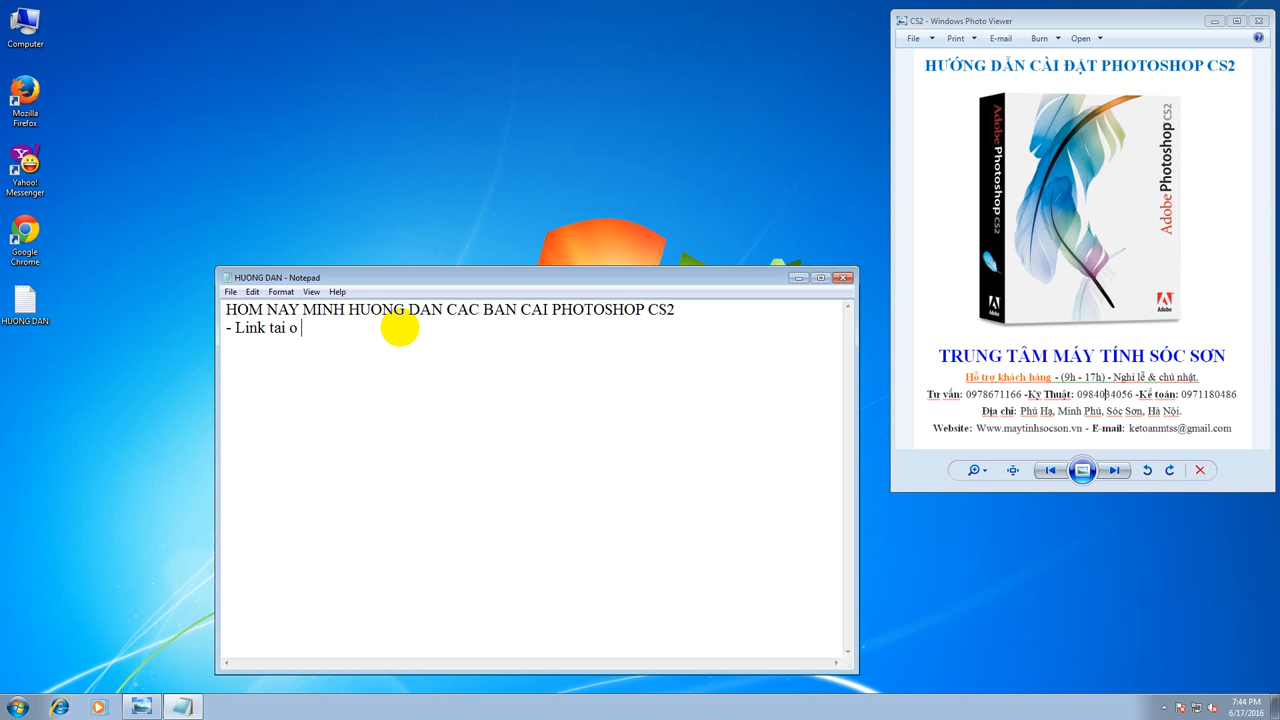 Computer
Mozilla
Firefox
Yahoo!
Messenger
Google
Chrome
HUONG DAN
HUONG DAN - Notepad
File Edit Format View Help
HOM NAY MINH HUONG DAN CAC BAN CAI PHOTOSHOP CS2
- Link tai o
CS2 - Windows Photo Viewer
File Print E-mail Burn Open
HƯỚNG DẪN CÀI ĐẶT PHOTOSHOP CS2
Adobe Photoshop CS2
Adobe Photoshop CS2
Adobe
Adobe
TRUNG TÂM MÁY TÍNH SÓC SƠN
Hỗ trợ khách hàng - (9h - 17h) - Nghỉ lễ & chủ nhật.
Tư vấn: 0978671166 -Kỹ Thuật: 0984034056 -Kế toán: 0971180486
Địa chỉ: Phú Hạ, Minh Phú, Sóc Sơn, Hà Nội.
Website: Www.maytinhsocson.vn - E-mail: ketoanmtss@gmail.com
7:44 PM
6/17/2016